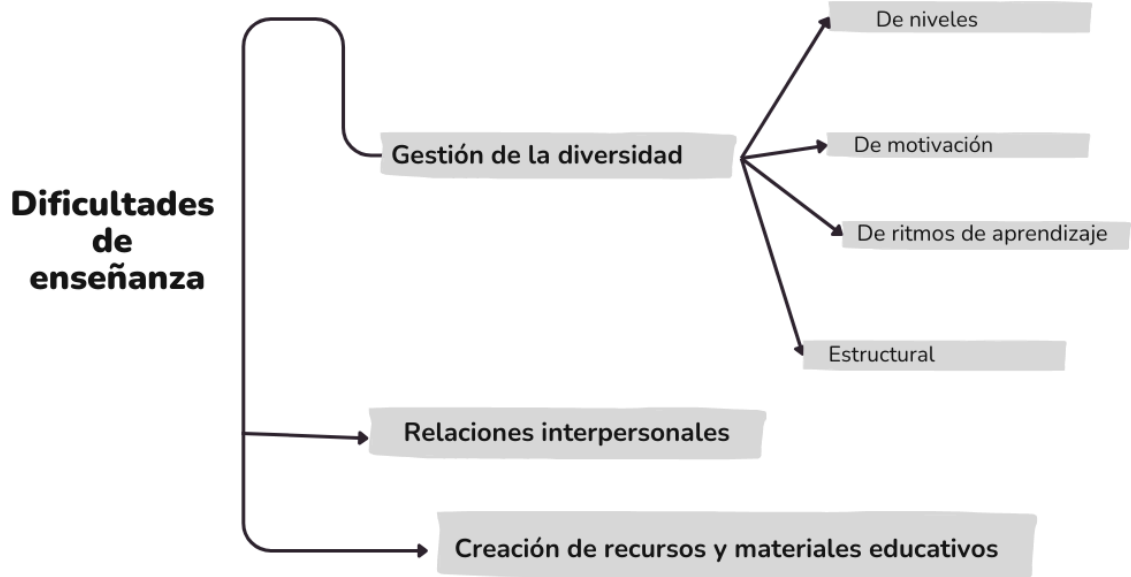 Dificultades
de
enseñanza
Gestión de la diversidad
De niveles
De motivación
De ritmos de aprendizaje
Estructural
Relaciones interpersonales
Creación de recursos y materiales educativos